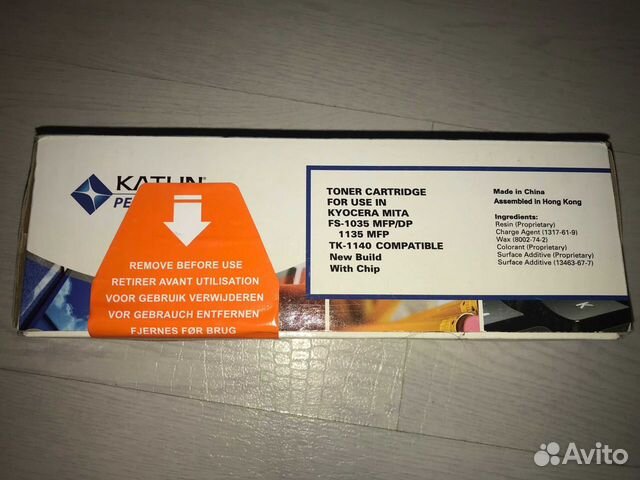 KATUN
REMOVE BEFORE USE
RETIRER AVANT UTILISATION
VOOR GEBRUIK VERWIJDEREN
VOR GEBRAUCH ENTFERNEN
FJERNES FØR BRUG
TONER CARTRIDGE
FOR USE IN
KYOCERA MITA
FS-1035 MFP/DP
1135 MFP
TK-1140 COMPATIBLE
New Build
With Chip
Made in China
Assembled in Hong Kong
Ingredients:
Resin (Proprietary)
Charge Agent (1317-61-9)
Wax (8002-74-2)
Colorant (Proprietary)
Surface Additive (Proprietary)
Surface Additive (13463-67-7)
Avito